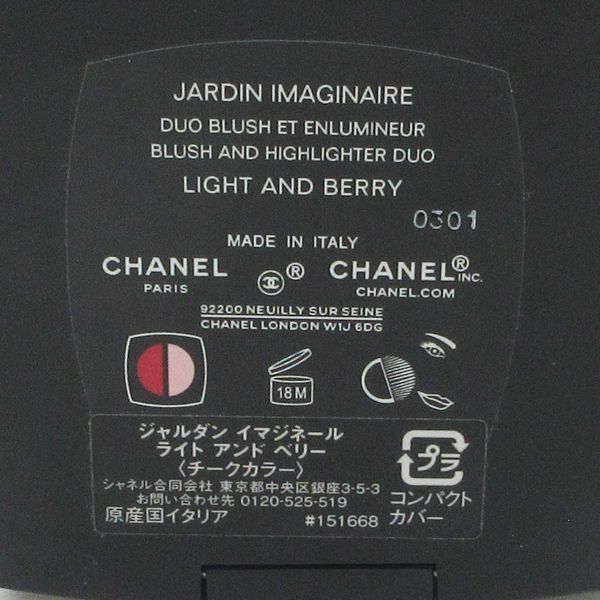 JARDIN IMAGINAIRE
DUO BLUSH ET ENLUMINEUR
BLUSH AND HIGHLIGHTER DUO
LIGHT AND BERRY
0301
MADE IN ITALY
CHANEL ® CHANEL® INC.
PARIS CHANEL.COM
92200 NEUILLY SUR SEINE
CHANEL LONDON W1J 6DG
18M
ジャルダン イマジネール
ライト アンド ベリー
〈チークカラー〉
シャネル合同会社 東京都中央区銀座3-5-3
お問い合わせ先 0120-525-519
原産国イタリア #151668
プラ
コンパクト
カバー